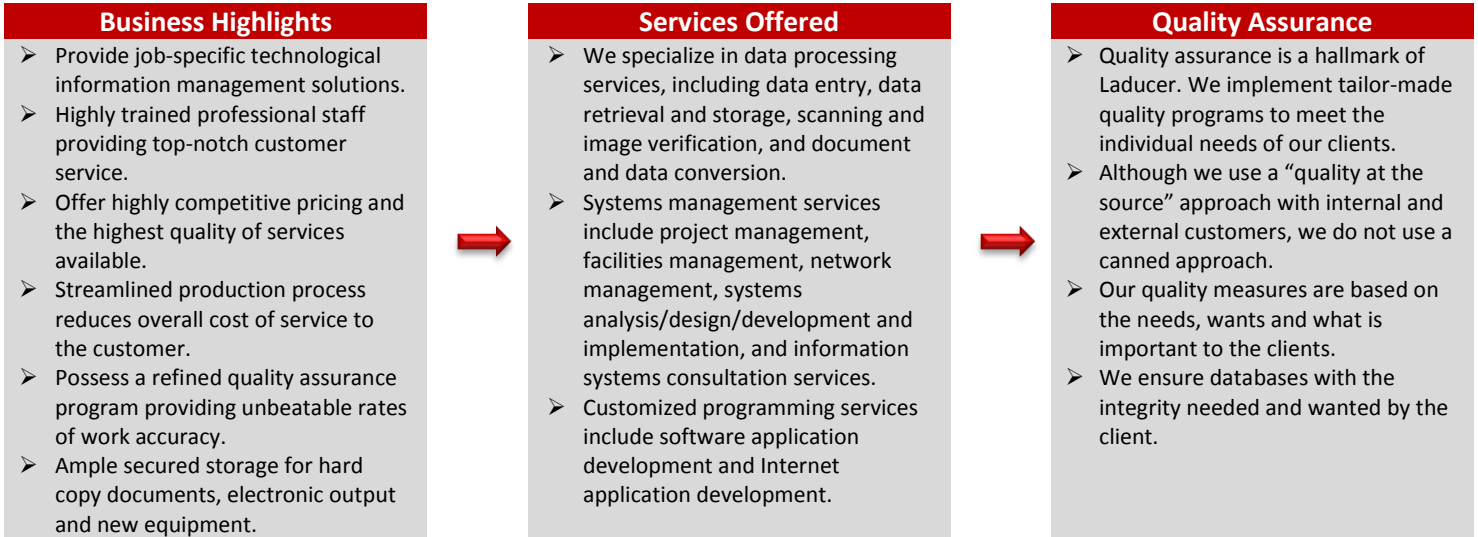 Business Highlights
➢ Provide job-specific technological
information management solutions.
➢ Highly trained professional staff
providing top-notch customer
service.
➢ Offer highly competitive pricing and
the highest quality of services
available.
➢ Streamlined production process
reduces overall cost of service to
the customer.
➢ Possess a refined quality assurance
program providing unbeatable rates
of work accuracy.
➢ Ample secured storage for hard
copy documents, electronic output
and new equipment.
Services Offered
➢ We specialize in data processing
services, including data entry, data
retrieval and storage, scanning and
image verification, and document
and data conversion.
➢ Systems management services
include project management,
facilities management, network
management, systems
analysis/design/development and
implementation, and information
systems consultation services.
➢ Customized programming services
include software application
development and Internet
application development.
Quality Assurance
➢ Quality assurance is a hallmark of
Laducer. We implement tailor-made
quality programs to meet the
individual needs of our clients.
➢ Although we use a “quality at the
source” approach with internal and
external customers, we do not use a
canned approach.
➢ Our quality measures are based on
the needs, wants and what is
important to the clients.
➢ We ensure databases with the
integrity needed and wanted by the
client.